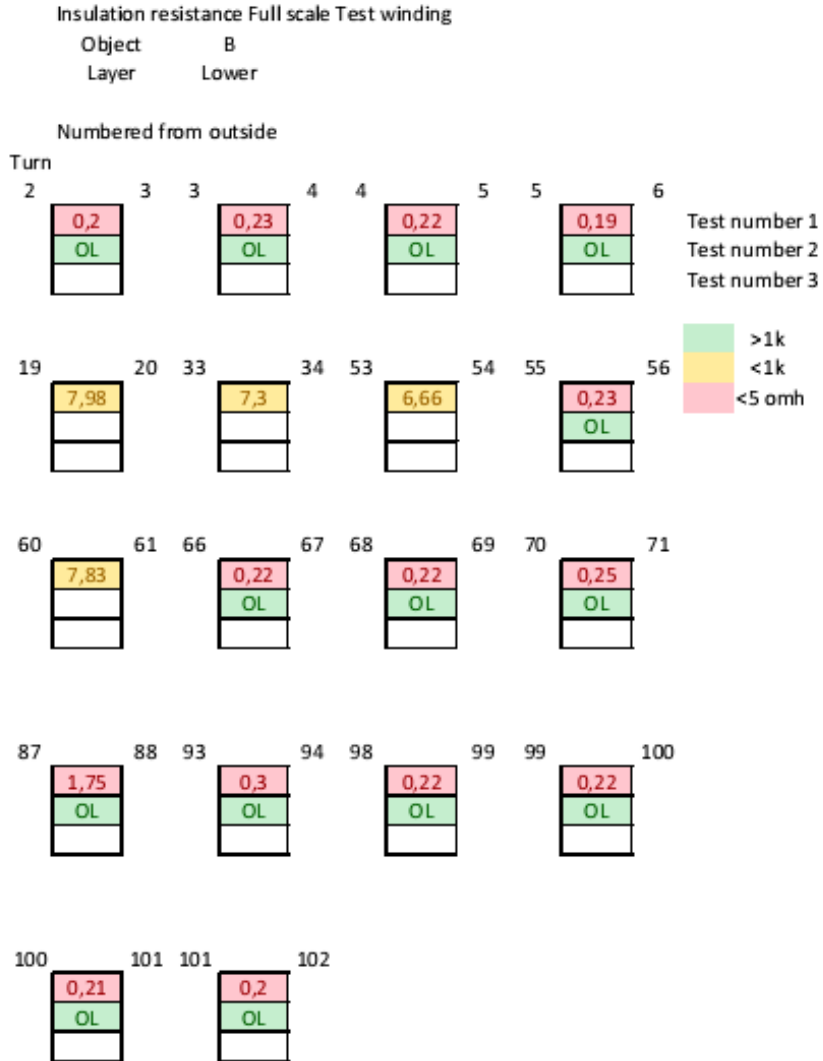 Insulation resistance Full scale Test winding
Object B
Layer Lower
Numbered from outside
Turn
2 3 3 4 4 5 5 6
0,2 0,23 0,22 0,19 Test number 1
OL OL OL OL Test number 2
Test number 3
>1k
19 20 33 34 53 54 55 56 <1k
7,98 7,3 6,66 0,23 <5 omh
OL
60 61 66 67 68 69 70 71
7,83 0,22 0,22 0,25
OL OL OL
87 88 93 94 98 99 99 100
1,75 0,3 0,22 0,22
OL OL OL OL
100 101 101 102
0,21 0,2
OL OL